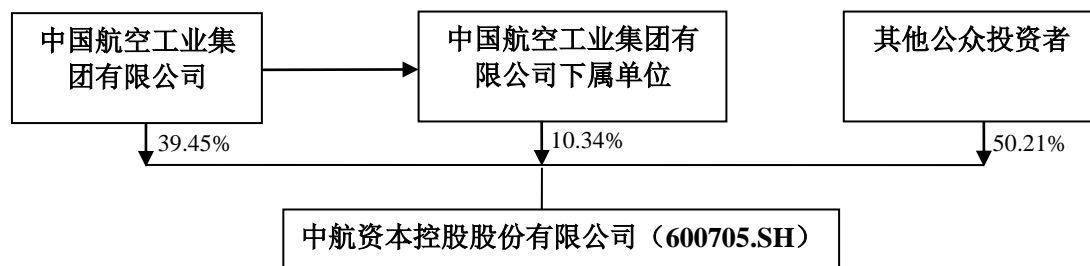 中国航空工业集
团有限公司
中国航空工业集团有
限公司下属单位
其他公众投资者
39.45%
10.34%
50.21%
中航资本控股股份有限公司（600705.SH）